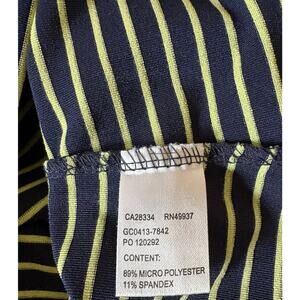 CA28334 RN49937
GC0413-7842
PO 120292
CONTENT:
89% MICRO POLYESTER
11% SPANDEX